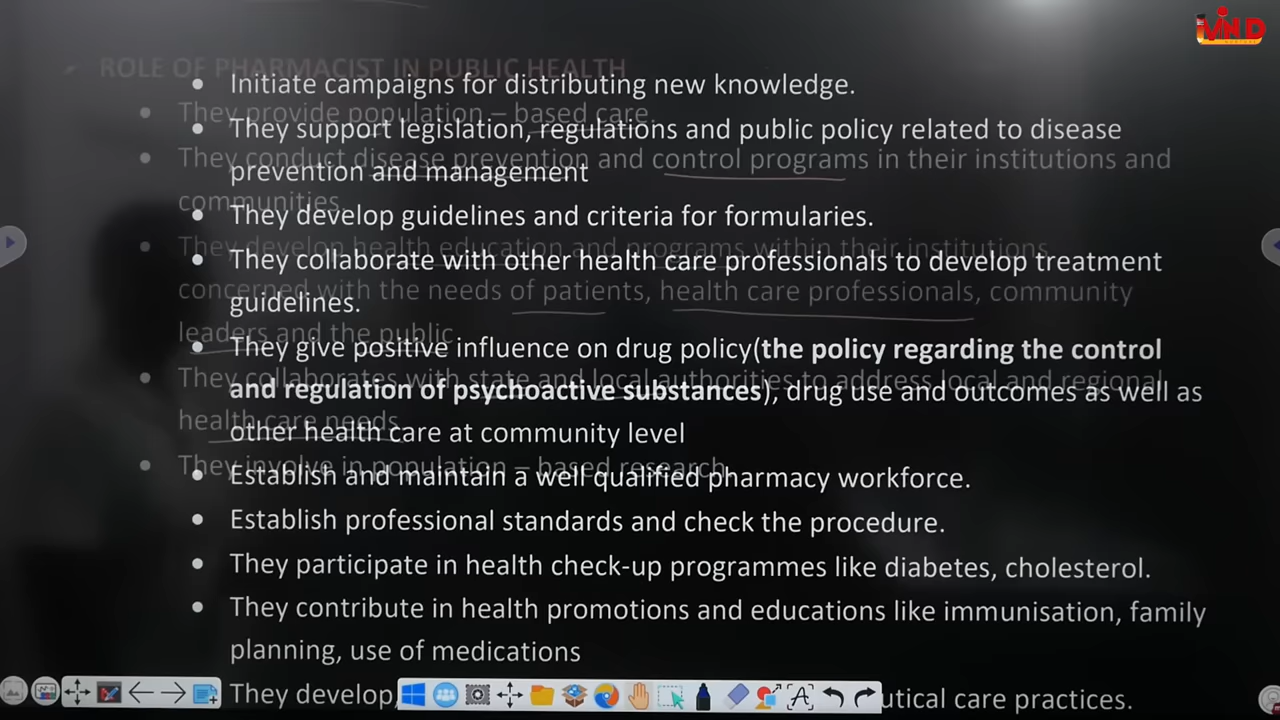 ViN.D
ROLE OF PHARMACIST IN PUBLIC HEALTH
Initiate campaigns for distributing new knowledge.
They provide population – based care.
They support legislation, regulations and public policy related to disease
They conduct disease prevention and control programs in their institutions and
prevention and management
communities.
They develop guidelines and criteria for formularies.
They develop health education and programs within their institutions
They collaborate with other health care professionals to develop treatment
concerned with the needs of patients, health care professionals, community
guidelines.
leaders and the public
They give positive influence on drug policy(the policy regarding the control
They collaborates with state and local authorities to address local and regional
and regulation of psychoactive substances), drug use and outcomes as well as
health care needs
other health care at community level
They involve in population – based research
Establish and maintain a well qualified pharmacy workforce.
Establish professional standards and check the procedure.
They participate in health check-up programmes like diabetes, cholesterol.
They contribute in health promotions and educations like immunisation, family
planning, use of medications
They develop, utical care practices.